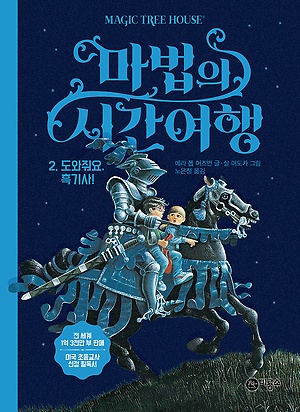 MAGIC TREE HOUSE®
마법의
시간여행
2. 도와줘요,
흑기사!
메리 폽 어즈번 글 · 살 머도카 그림
노은정 옮김
전 세계
1억 3천만 부 판매
미국 초등교사
선정 필독서
비룡소